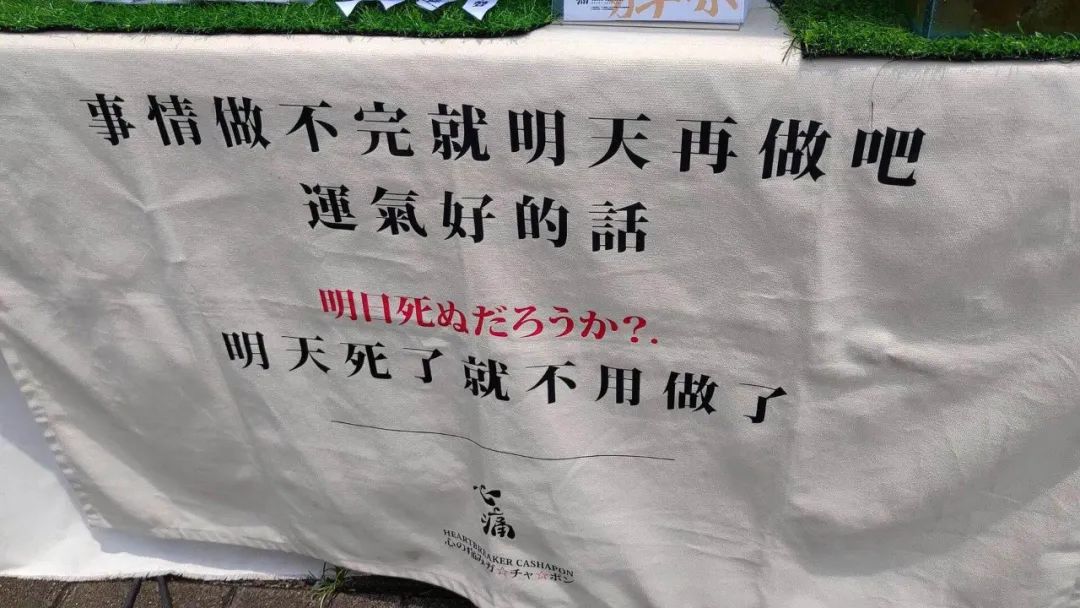 事情做不完就明天再做吧
運氣好的話
明日死ぬだろうか?.
明天死了就不用做了
心痛
HEARTBREAKER CASHAPON
心の痛みガ☆チャ☆ポン